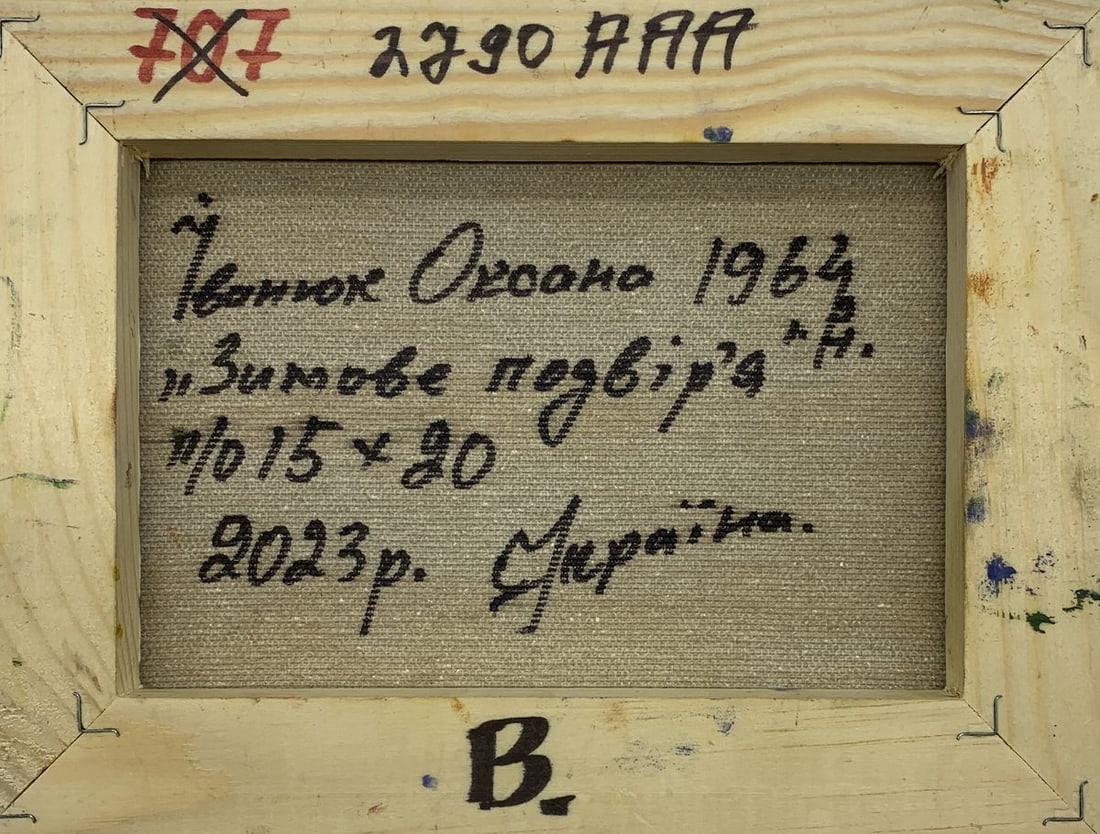 707 2790 AAA
Іванюк Оксана 1964
з.н.
„Зимове подвір'я"
п/о 15 х 20
2023р. Україна.
В.